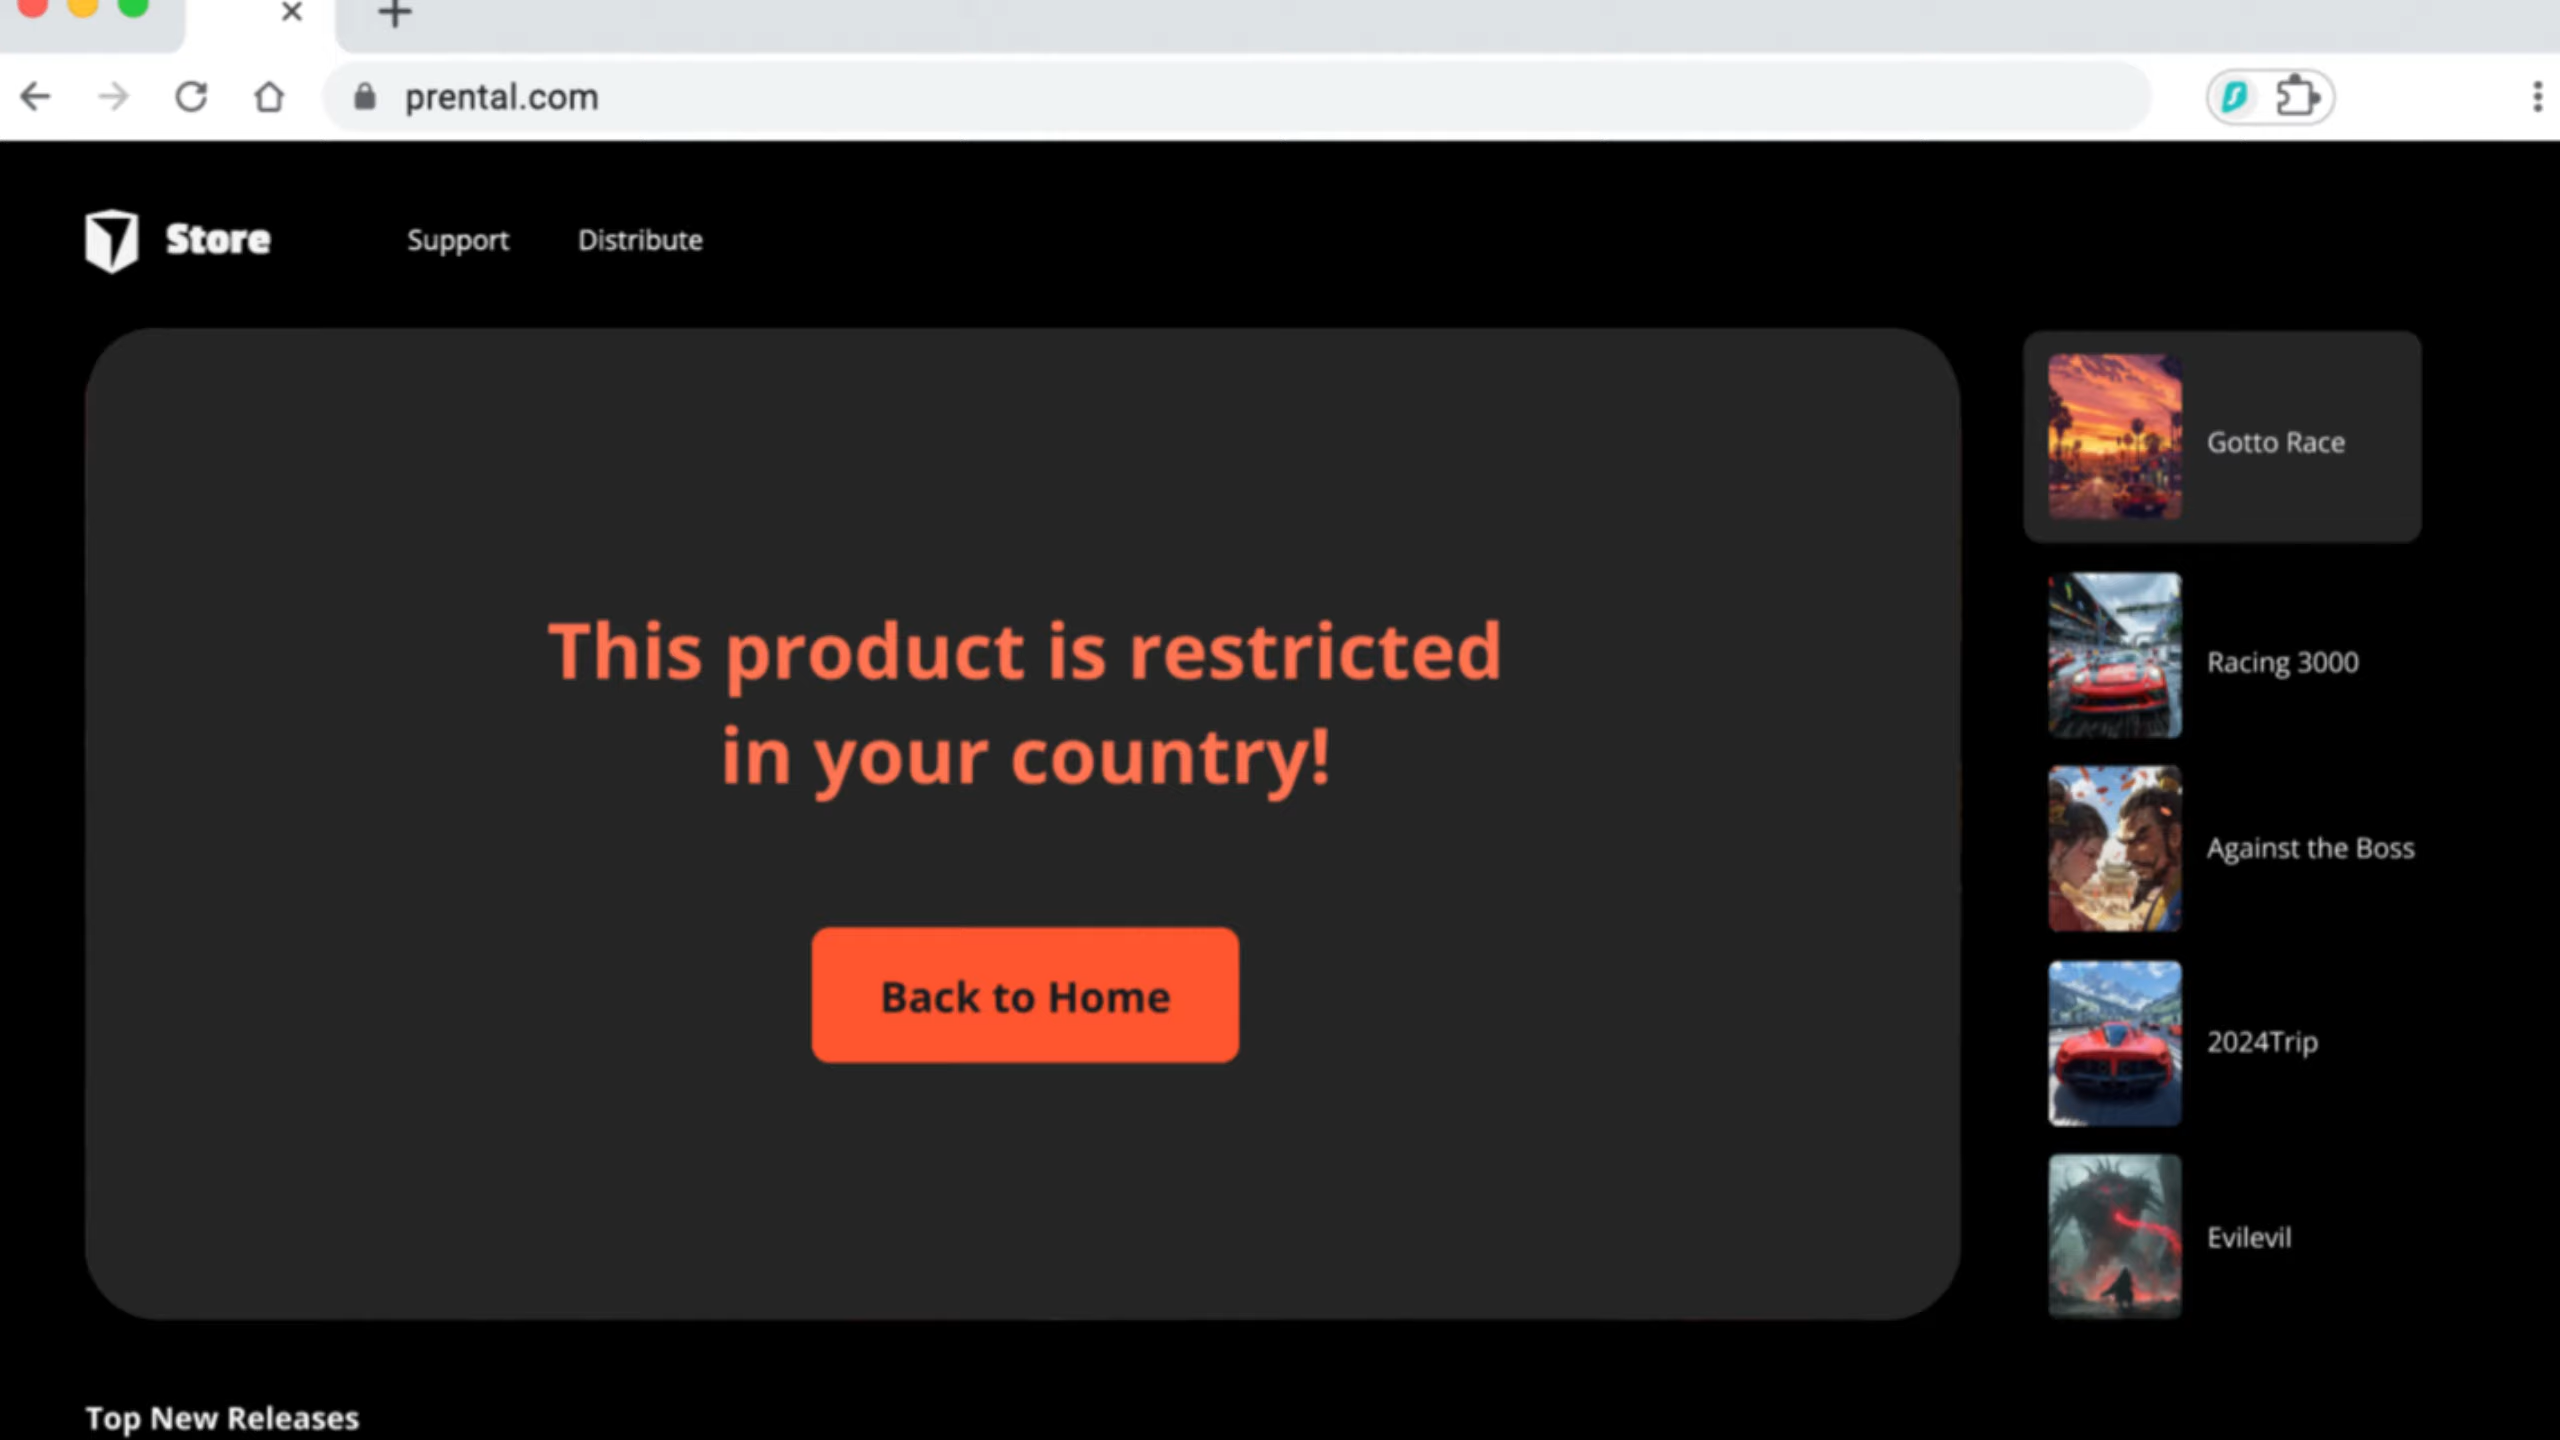 prental.com
Store
Support
Distribute
This product is restricted
in your country!
Back to Home
Gotto Race
Racing 3000
Against the Boss
2024Trip
Evilevil
Top New Releases